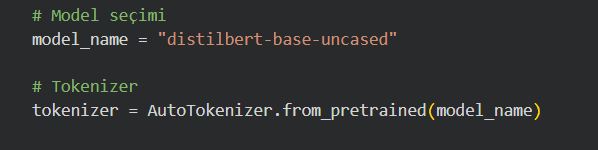 # Model seçimi
model_name = "distilbert-base-uncased"
# Tokenizer
tokenizer = AutoTokenizer.from_pretrained(model_name)